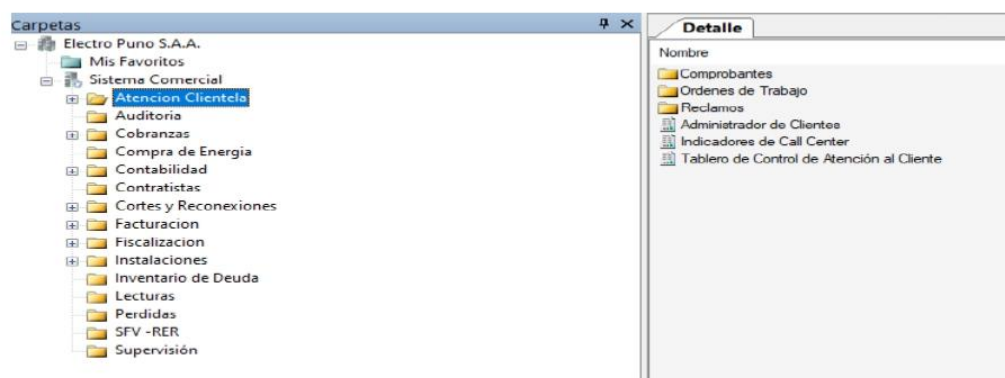 Carpetas
Electro Puno S.A.A.
Mis Favoritos
Sistema Comercial
Atencion Clientela
Auditoria
Cobranzas
Compra de Energia
Contabilidad
Contratistas
Cortes y Reconexiones
Facturacion
Fiscalizacion
Instalaciones
Inventario de Deuda
Lecturas
Perdidas
SFV -RER
Supervisión
Detalle
Nombre
Comprobantes
Ordenes de Trabajo
Reclamos
Administrador de Clientes
Indicadores de Call Center
Tablero de Control de Atención al Cliente